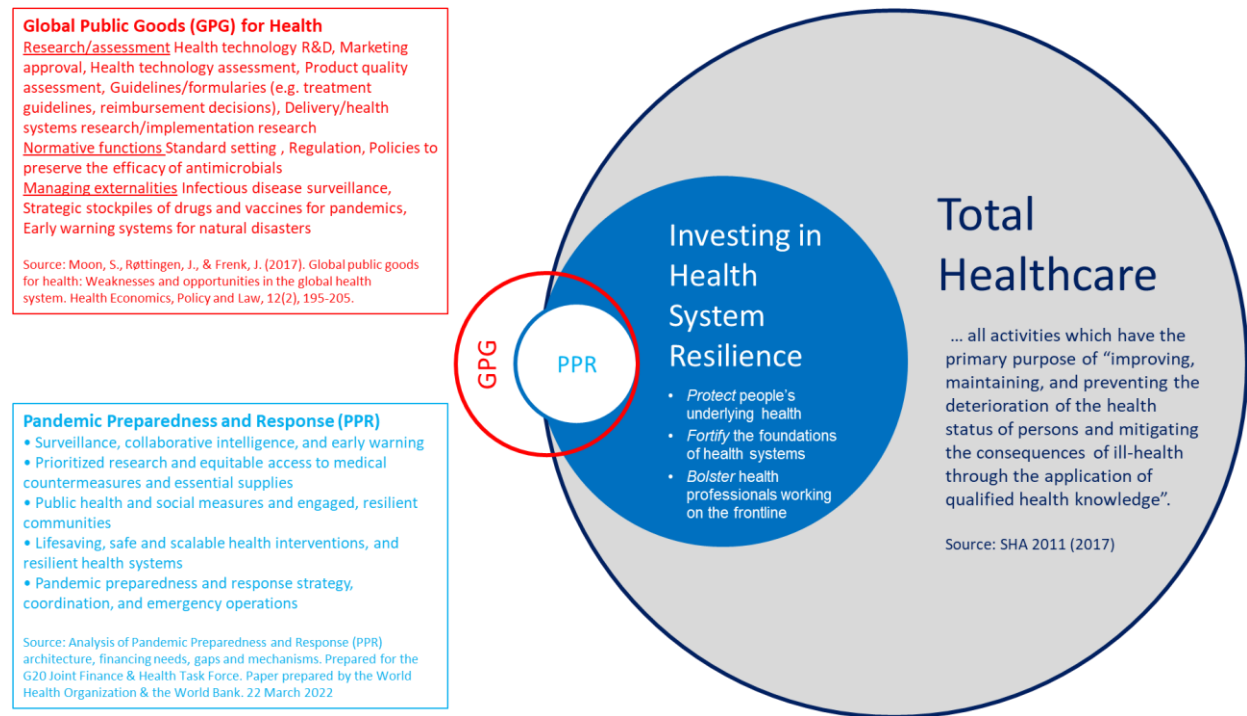 Global Public Goods (GPG) for Health
Research/assessment Health technology R&D, Marketing
approval, Health technology assessment, Product quality
assessment, Guidelines/formularies (e.g. treatment
guidelines, reimbursement decisions), Delivery/health
systems research/implementation research
Normative functions Standard setting , Regulation, Policies to
preserve the efficacy of antimicrobials
Managing externalities Infectious disease surveillance,
Strategic stockpiles of drugs and vaccines for pandemics,
Early warning systems for natural disasters
Source: Moon, S., Røttingen, J., & Frenk, J. (2017). Global public goods
for health: Weaknesses and opportunities in the global health
system. Health Economics, Policy and Law, 12(2), 195-205.
Pandemic Preparedness and Response (PPR)
• Surveillance, collaborative intelligence, and early warning
• Prioritized research and equitable access to medical
countermeasures and essential supplies
• Public health and social measures and engaged, resilient
communities
• Lifesaving, safe and scalable health interventions, and
resilient health systems
• Pandemic preparedness and response strategy,
coordination, and emergency operations
Source: Analysis of Pandemic Preparedness and Response (PPR)
architecture, financing needs, gaps and mechanisms. Prepared for the
G20 Joint Finance & Health Task Force. Paper prepared by the World
Health Organization & the World Bank. 22 March 2022
GPG
PPR
Investing in
Health
System
Resilience
• Protect people's
underlying health
• Fortify the foundations
of health systems
• Bolster health
professionals working
on the frontline
Total
Healthcare
... all activities which have the
primary purpose of “improving,
maintaining, and preventing the
deterioration of the health
status of persons and mitigating
the consequences of ill-health
through the application of
qualified health knowledge”.
Source: SHA 2011 (2017)